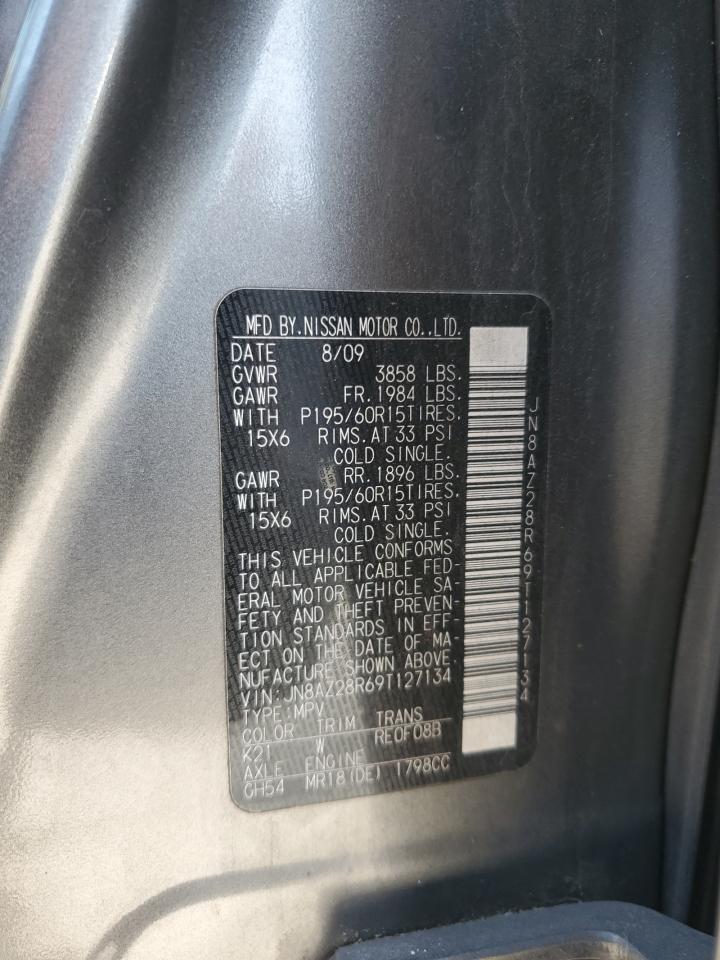 MFD BY.NISSAN MOTOR CO.,LTD.
DATE 8/09
GVWR 3858 LBS.
GAWR FR. 1984 LBS.
WITH P195/60R15TIRES.
15X6 RIMS. AT 33 PSI
COLD SINGLE.
GAWR RR. 1896 LBS.
WITH P195/60R15TIRES.
15X6 RIMS. AT 33 PSI
COLD SINGLE.
THIS VEHICLE CONFORMS
TO ALL APPLICABLE FED-
ERAL MOTOR VEHICLE SA-
FETY AND THEFT PREVEN-
TION STANDARDS IN EFF-
ECT ON THE DATE OF MA-
NUFACTURE SHOWN ABOVE.
VIN: JN8AZ28R69T127134
TYPE: MPV
COLOR TRIM TRANS
K21 W RE0F08B
AXLE ENGINE
GH54 MR18(DE) 1798CC
JN8AZ28R69T127134